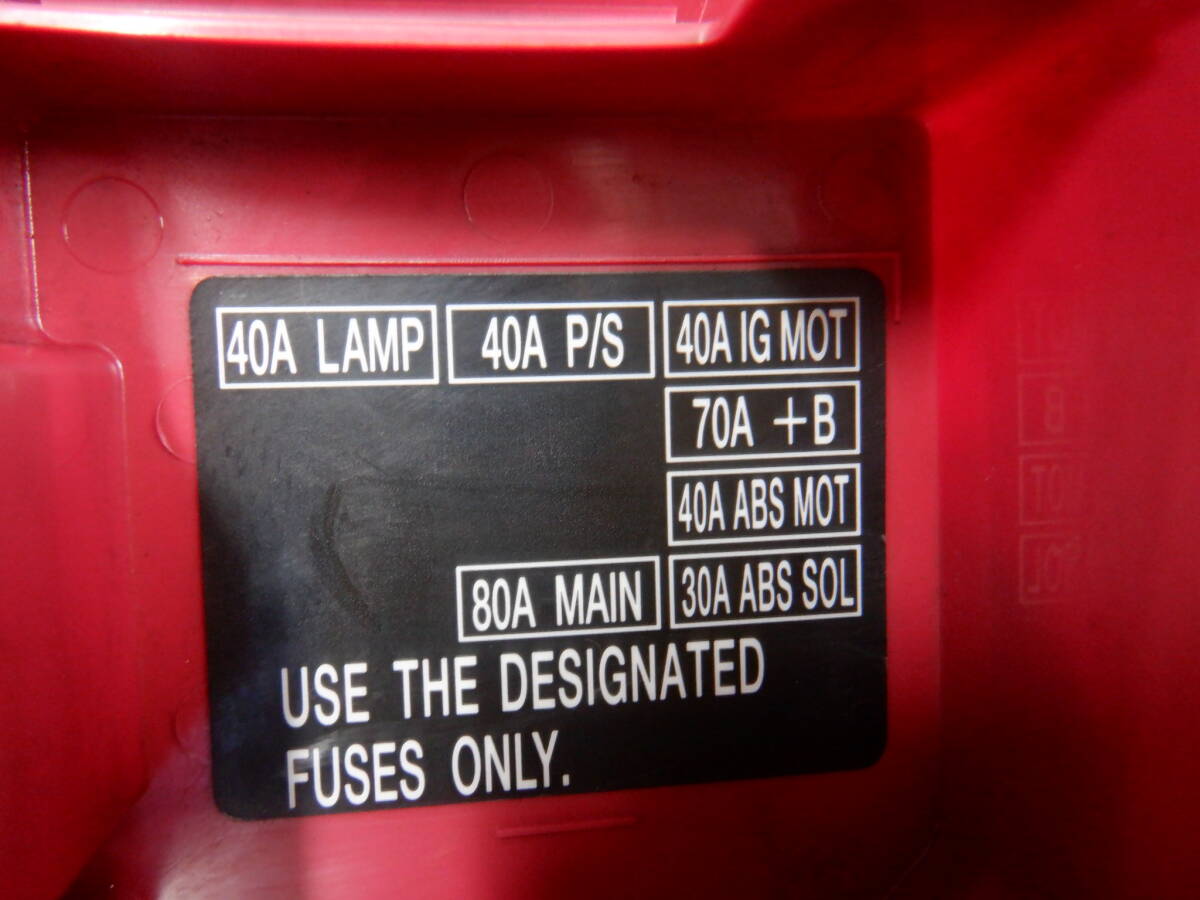 40A LAMP 40A P/S 40A IG MOT
70A +B
40A ABS MOT
80A MAIN 30A ABS SOL
USE THE DESIGNATED
FUSES ONLY.